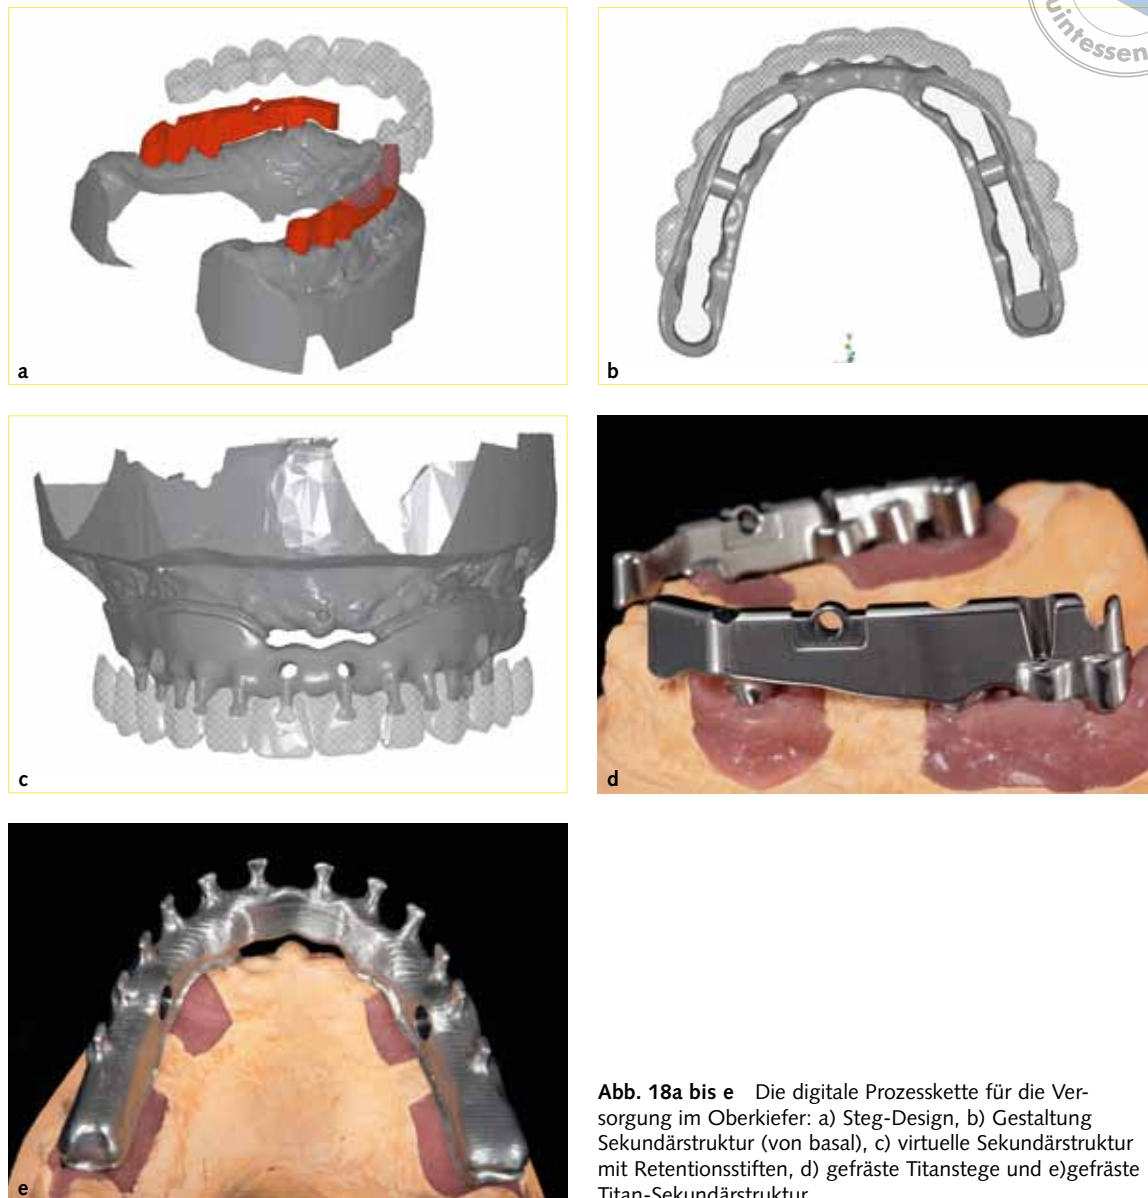 uintessen
a
b
c
d
e
Abb. 18a bis e Die digitale Prozesskette für die Ver-
sorgung im Oberkiefer: a) Steg-Design, b) Gestaltung
Sekundärstruktur (von basal), c) virtuelle Sekundärstruktur
mit Retentionsstiften, d) gefräste Titanstege und e)gefräste
Titan-Sekundärstruktur